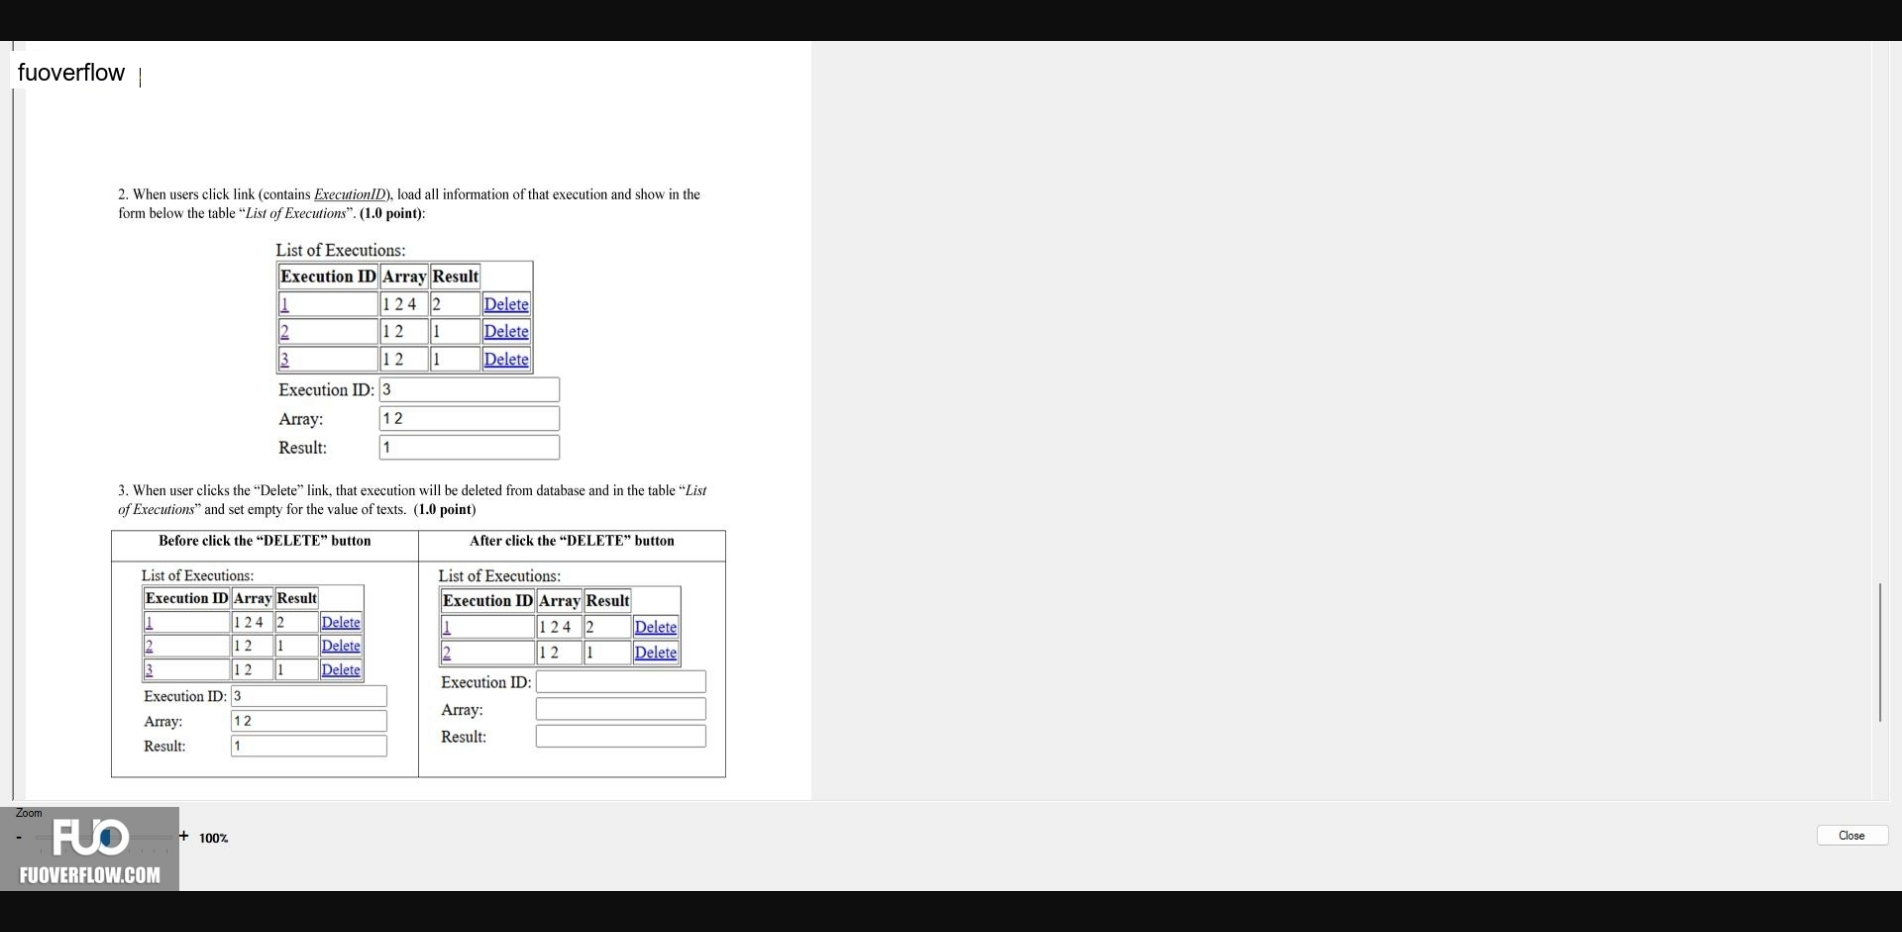 fuoverflow
2. When users click link (contains ExecutionID), load all information of that execution and show in the
form below the table “List of Executions”. (1.0 point):
List of Executions:
Execution ID Array Result
1 1 2 4 2 Delete
2 1 2 1 Delete
3 1 2 1 Delete
Execution ID: 3
Array: 1 2
Result: 1
3. When user clicks the “Delete” link, that execution will be deleted from database and in the table “List
of Executions” and set empty for the value of texts. (1.0 point)
Before click the “DELETE” button
List of Executions:
Execution ID Array Result
1 1 2 4 2 Delete
2 1 2 1 Delete
3 1 2 1 Delete
Execution ID: 3
Array: 1 2
Result: 1
After click the “DELETE” button
List of Executions:
Execution ID Array Result
1 1 2 4 2 Delete
2 1 2 1 Delete
Execution ID:
Array:
Result:
Zoom
- + 100%
Close
FUO
FUOVERFLOW.COM